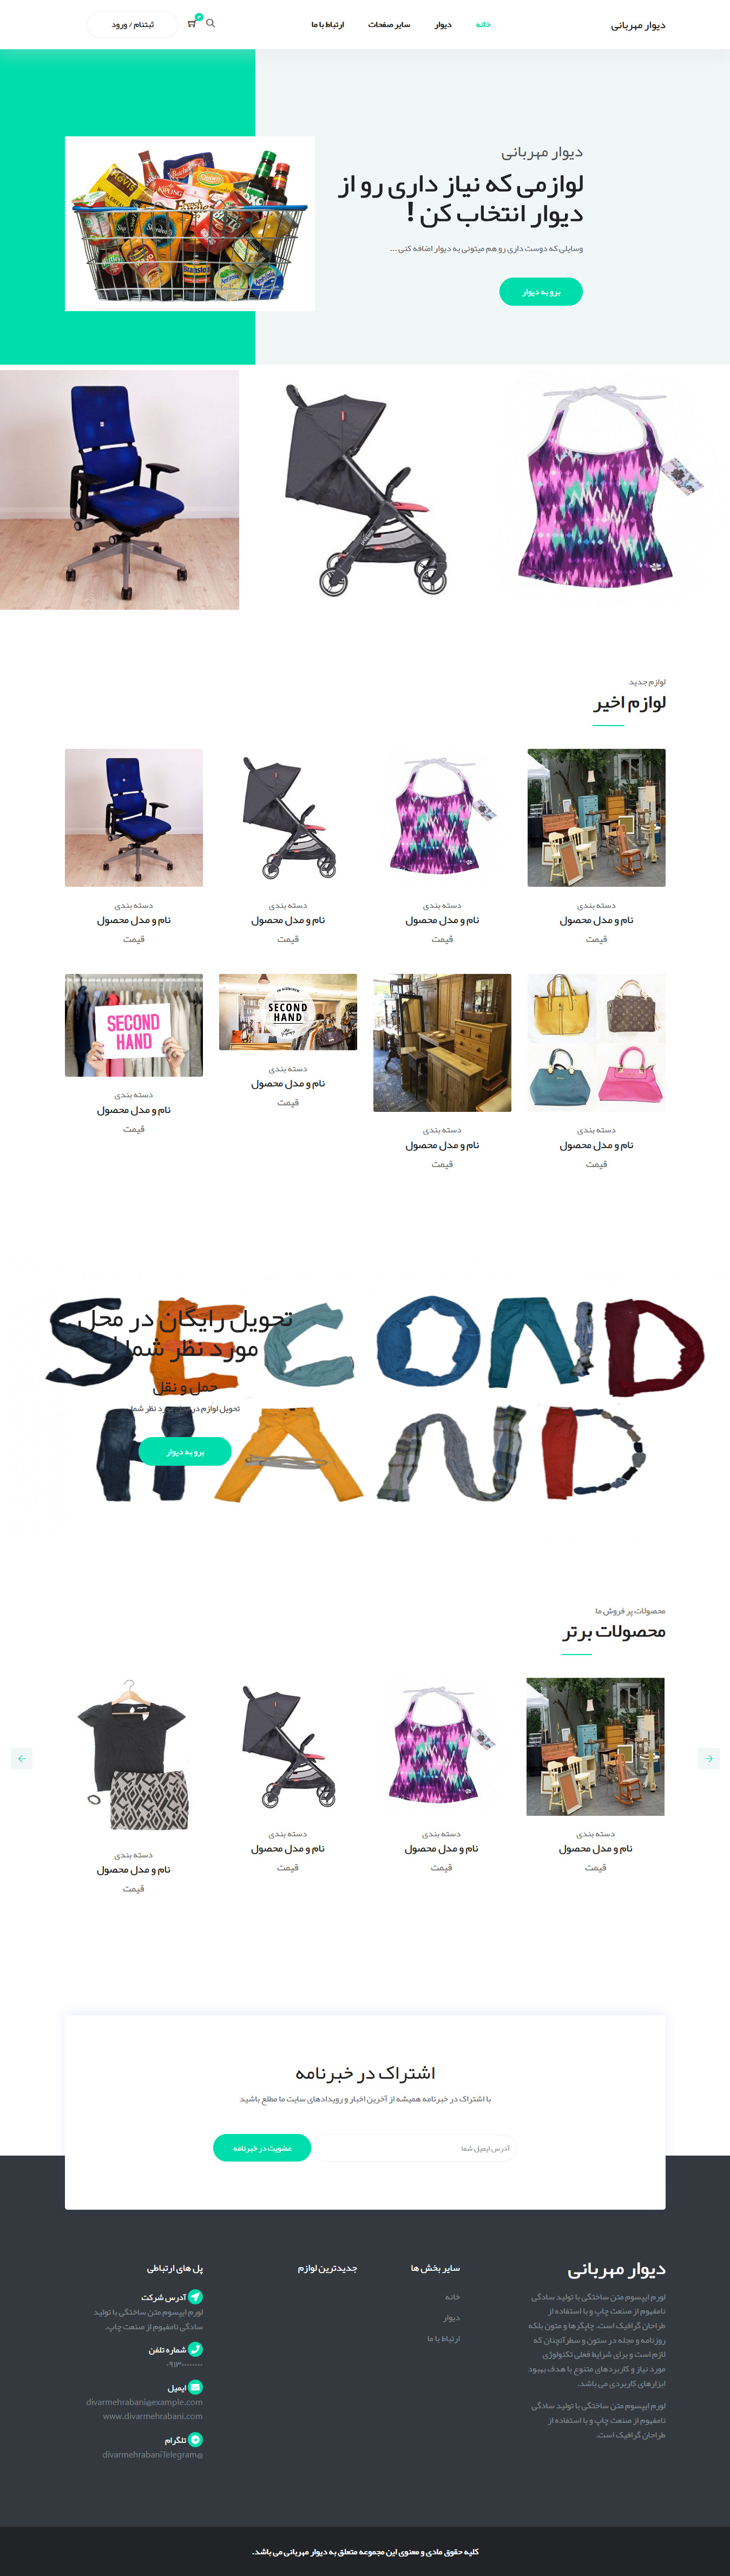 دیوار مهربانی
خانه
دیوار
سایر صفحات
ارتباط با ما
ثبتنام / ورود
دیوار مهربانی
لوازمی که نیاز داری رو از
دیوار انتخاب کن !
وسایلی که دوست داری رو هم میتونی به دیوار اضافه کنی ...
برو به دیوار
لوازم جدید
لوازم اخیر
دسته بندی
نام و مدل محصول
قیمت
دسته بندی
نام و مدل محصول
قیمت
دسته بندی
نام و مدل محصول
قیمت
دسته بندی
نام و مدل محصول
قیمت
SECOND
HAND
SECOND
HAND
دسته بندی
نام و مدل محصول
قیمت
دسته بندی
نام و مدل محصول
قیمت
دسته بندی
نام و مدل محصول
قیمت
دسته بندی
نام و مدل محصول
قیمت
SECOND
HAND
تحویل رایگان در محل
مورد نظر شما !
حمل و نقل
تحویل لوازم در محل مورد نظر شما
برو به دیوار
محصولات پر فروش ما
محصولات برتر
دسته بندی
نام و مدل محصول
قیمت
دسته بندی
نام و مدل محصول
قیمت
دسته بندی
نام و مدل محصول
قیمت
دسته بندی
نام و مدل محصول
قیمت
اشتراک در خبرنامه
با اشتراک در خبرنامه همیشه از آخرین اخبار و رویدادهای سایت ما مطلع باشید
آدرس ایمیل شما
عضویت در خبرنامه
دیوار مهربانی
لورم ایپسوم متن ساختگی با تولید سادگی
نامفهوم از صنعت چاپ و با استفاده از
طراحان گرافیک است. چاپگرها و متون بلکه
روزنامه و مجله در ستون و سطرآنچنان که
لازم است و برای شرایط فعلی تکنولوژی
مورد نیاز و کاربردهای متنوع با هدف بهبود
ابزارهای کاربردی می باشد.
لورم ایپسوم متن ساختگی با تولید سادگی
نامفهوم از صنعت چاپ و با استفاده از
طراحان گرافیک است.
سایر بخش ها
خانه
دیوار
ارتباط با ما
جدیدترین لوازم
پل های ارتباطی
آدرس شرکت
لورم ایپسوم متن ساختگی با تولید
سادگی نامفهوم از صنعت چاپ.
شماره تلفن
ایمیل
divarmehrabani@example.com
www.divarmehrabani.com
تلگرام
divarmehrabaniTelegram@
کلیه حقوق مادی و معنوی این مجموعه متعلق به دیوار مهربانی می باشد.